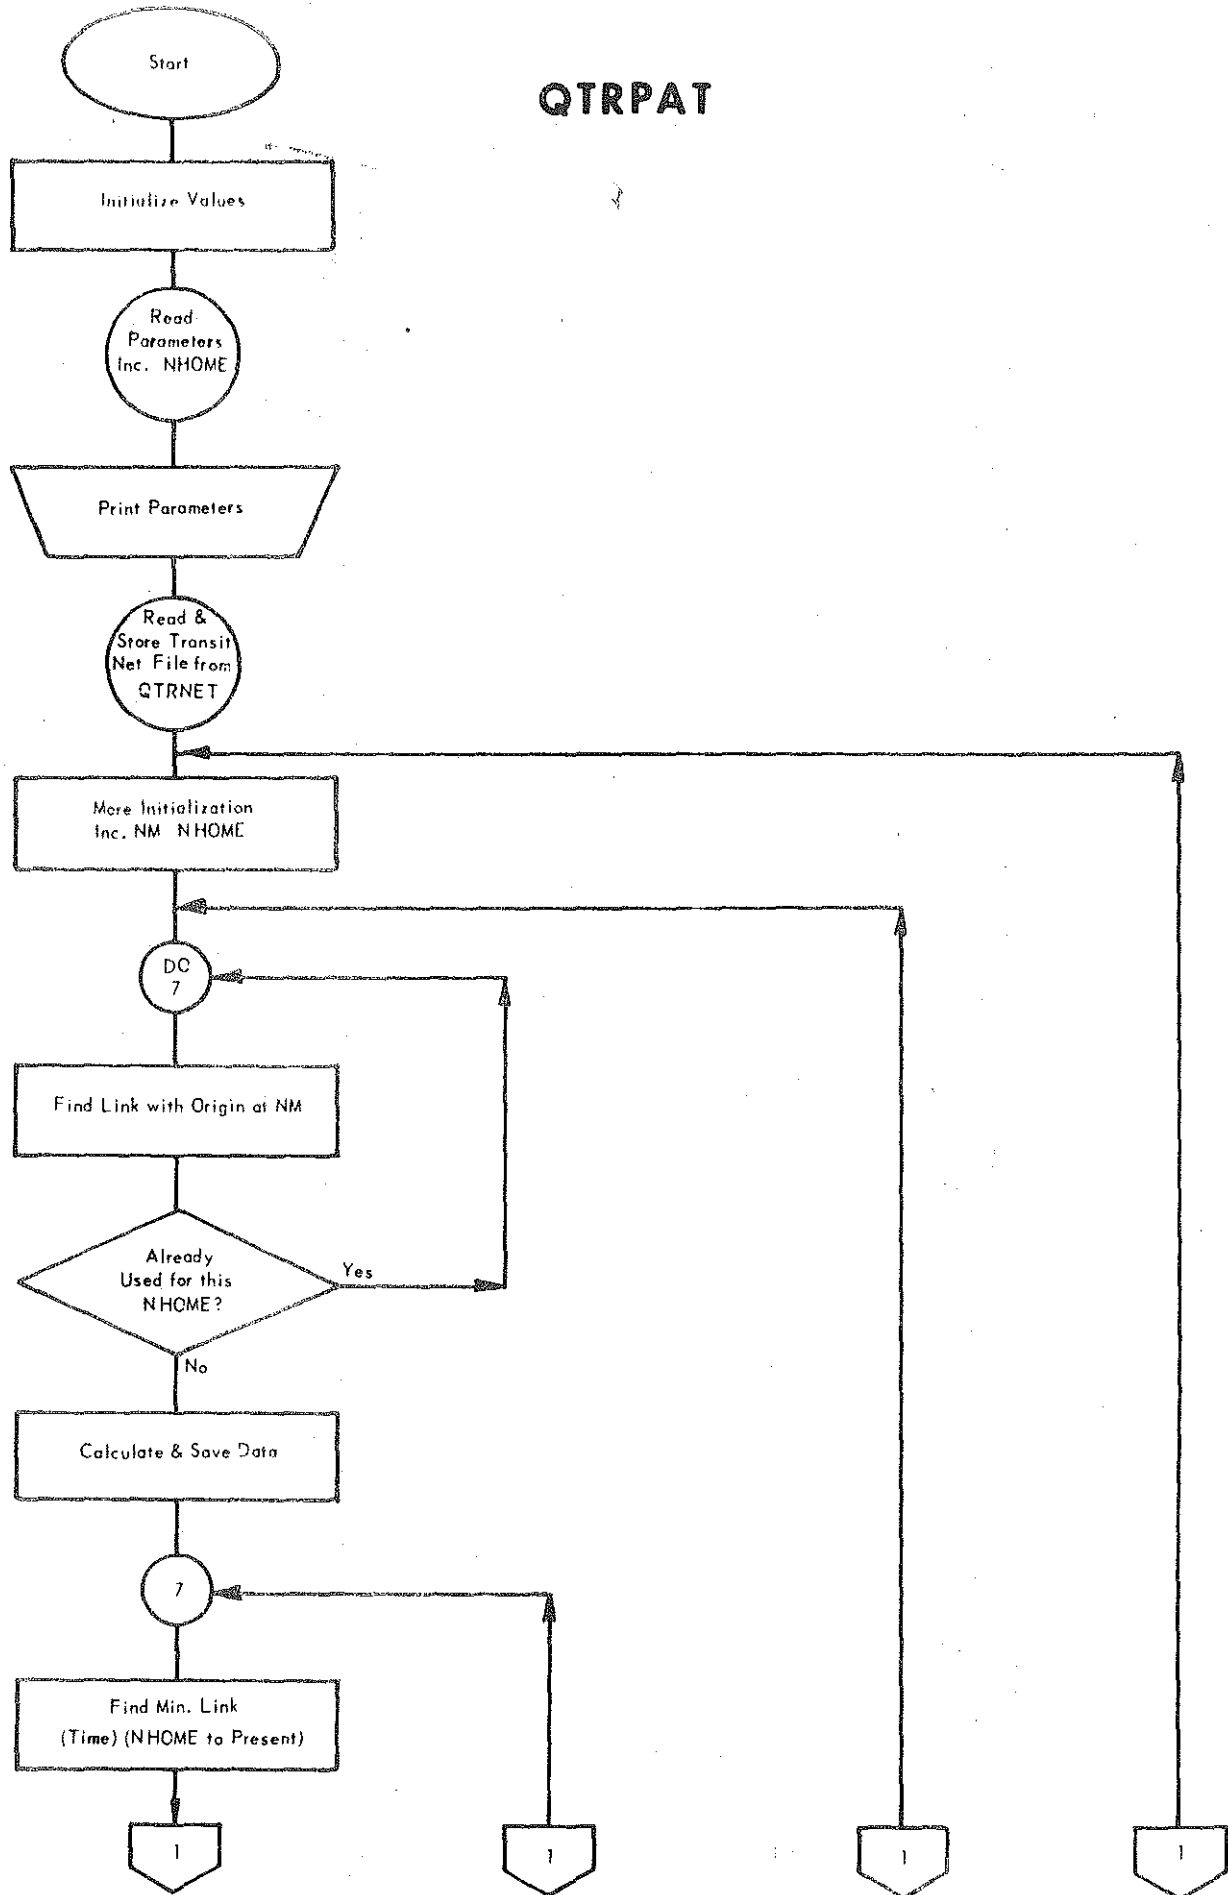 Start
QTRPAT
Initialize Values
Read
Parameters
Inc. NHOME
Print Parameters
Read &
Store Transit
Net File from
QTRNET
More Initialization
Inc. NM NHOME
DO
7
Find Link with Origin at NM
Already
Used for this
NHOME?
Yes
No
Calculate & Save Data
7
Find Min. Link
(Time) (NHOME to Present)
1
1
1
1